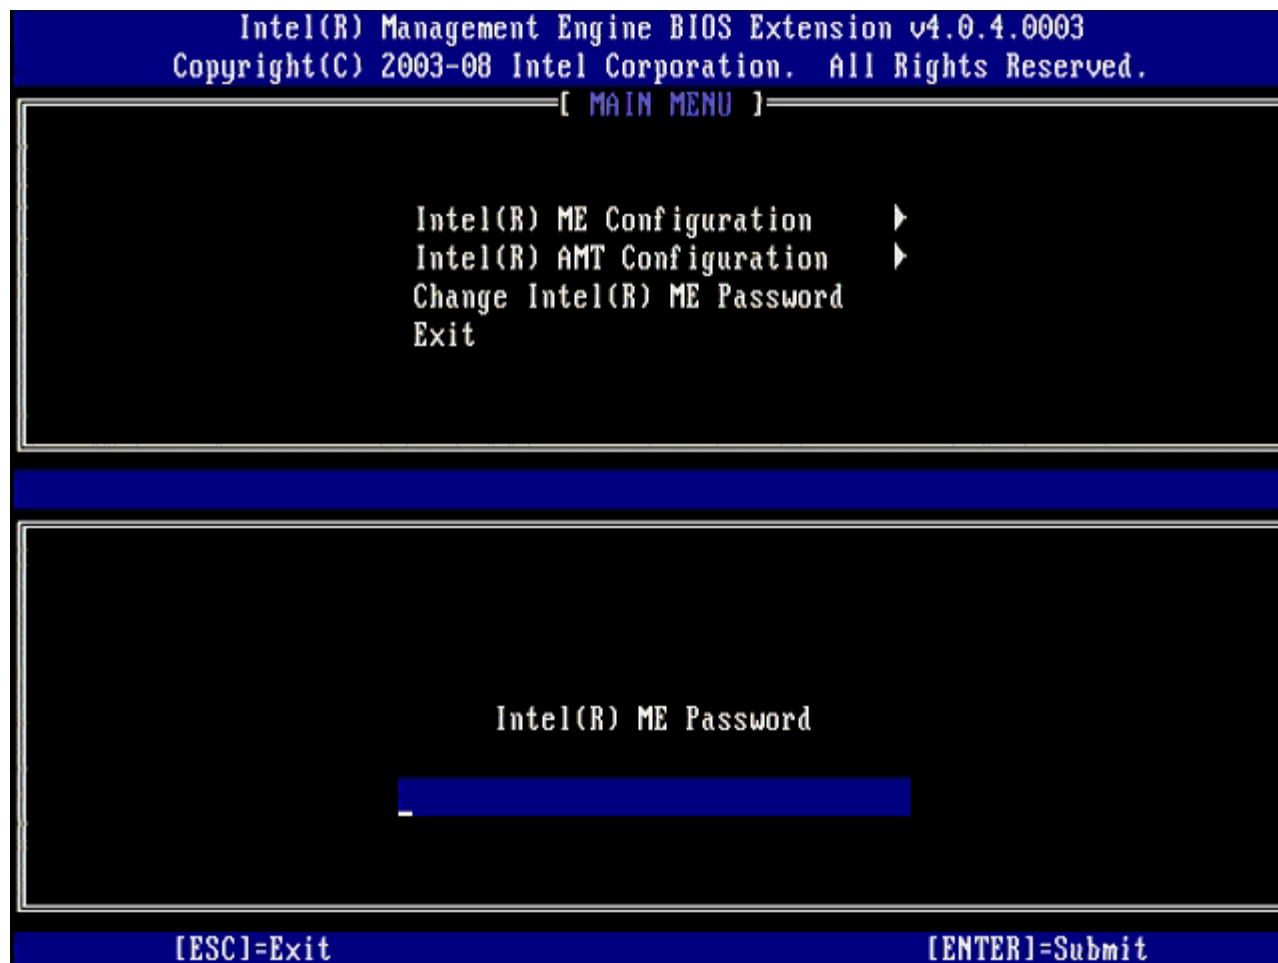 Intel(R) Management Engine BIOS Extension v4.0.4.0003
Copyright(C) 2003-08 Intel Corporation. All Rights Reserved.
[ MAIN MENU ]
Intel(R) ME Configuration
Intel(R) AMT Configuration
Change Intel(R) ME Password
Exit
Intel(R) ME Password
[ESC]=Exit [ENTER]=Submit